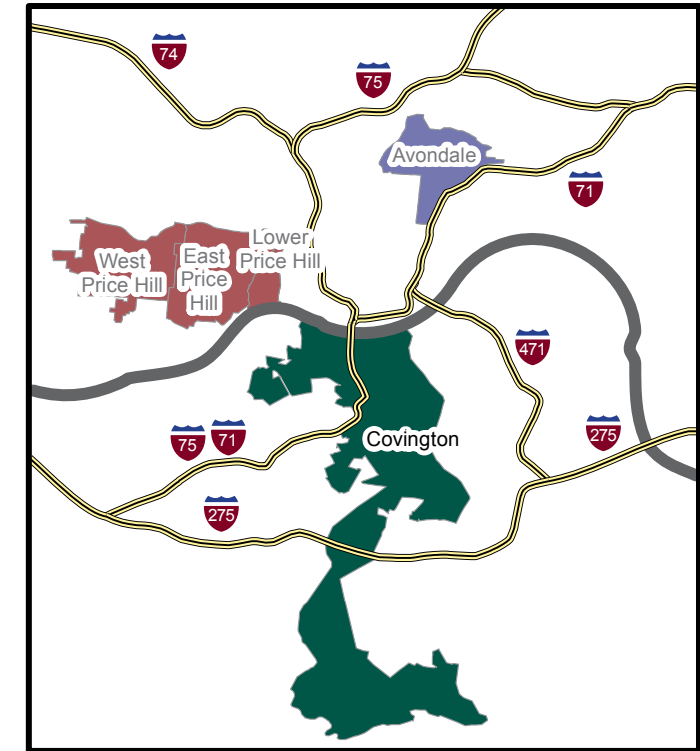 74
75
Avondale
71
Lower
Price Hill
West
Price Hill
East
Price
Hill
471
75
71
Covington
275
275